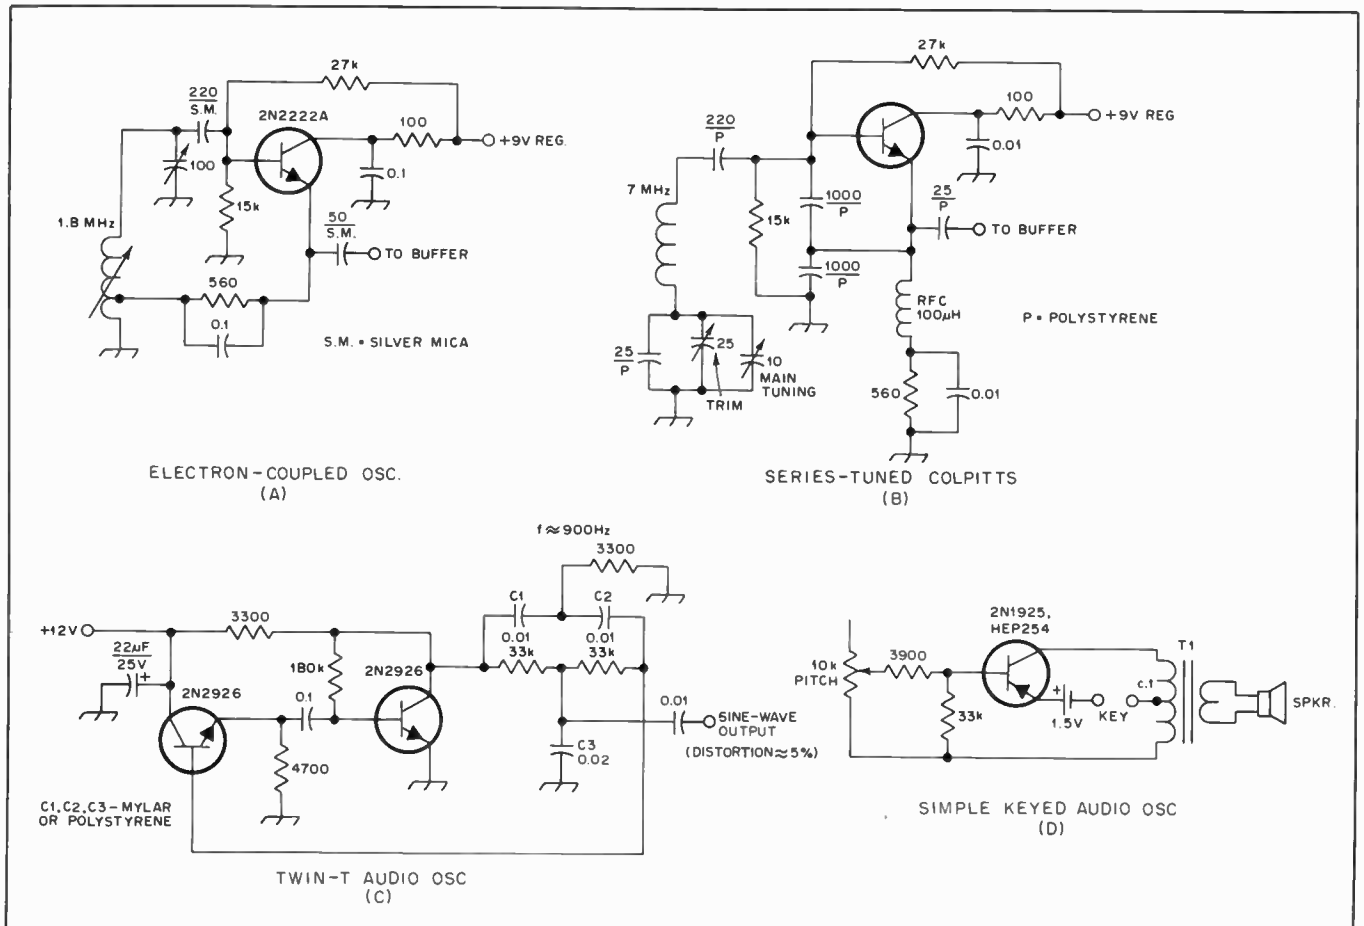 27k
220
S.M.
2N2222A
100
+9V REG.
100
0.1
15k
1.8 MHz
50
S.M.
TO BUFFER
560
0.1
S.M. = SILVER MICA
ELECTRON-COUPLED OSC.
(A)
27k
100
+9V REG
220
P
0.01
7 MHz
1000
P
15k
25
P
TO BUFFER
1000
P
RFC
100µH
P = POLYSTYRENE
25
P
25
10
MAIN
TUNING
TRIM
560
0.01
SERIES-TUNED COLPITTS
(B)
f≈900Hz
3300
C1
C2
+12V
3300
0.01
0.01
22µF
25V
+
180k
2N2926
33k
33k
2N2926
0.1
0.01
SINE-WAVE
OUTPUT
(DISTORTION≈5%)
4700
C3
0.02
C1,C2,C3-MYLAR
OR POLYSTYRENE
TWIN-T AUDIO OSC
(C)
2N1925,
HEP254
T1
10k
PITCH
3900
c.t
+
1.5V
KEY
SPKR.
33k
SIMPLE KEYED AUDIO OSC
(D)